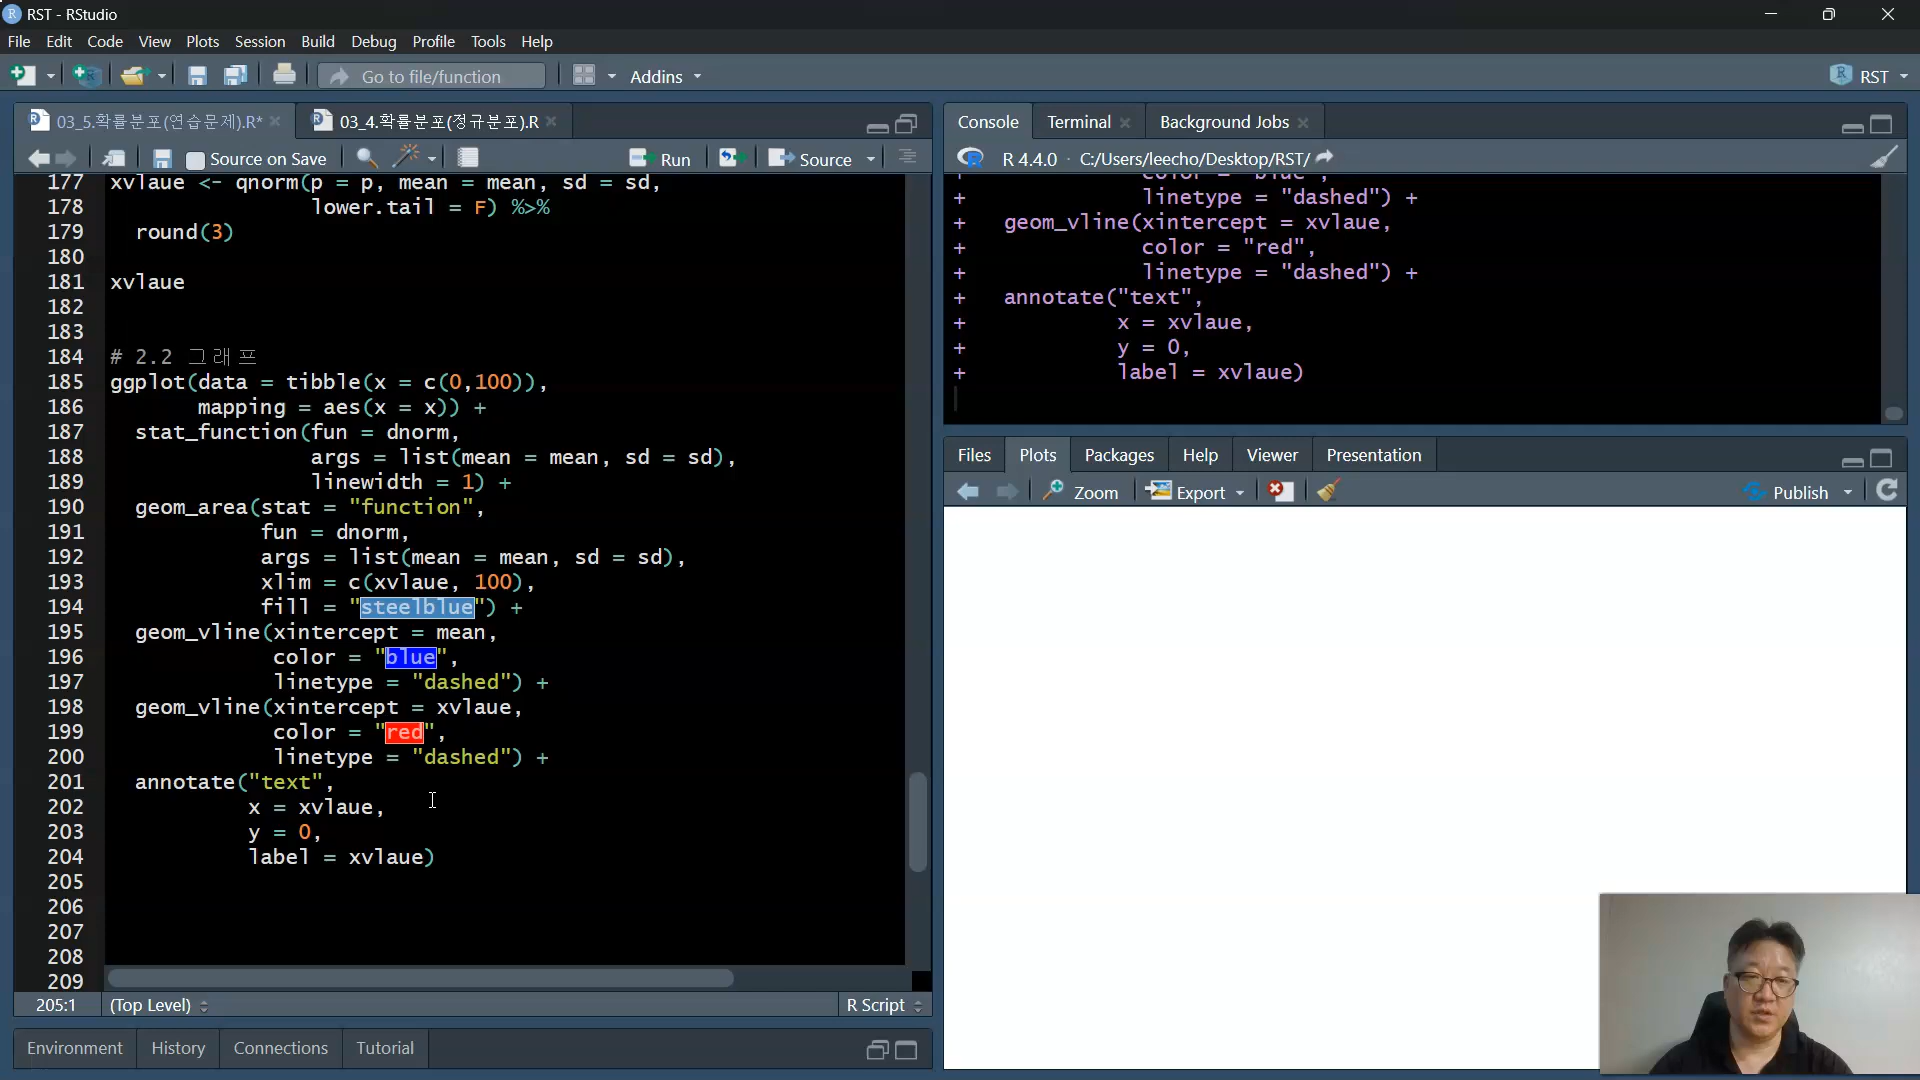 RST - RStudio
File Edit Code View Plots Session Build Debug Profile Tools Help
Go to file/function Addins RST
03_5.확률분포(연습문제).R* 03_4.확률분포(정규분포).R
Source on Save Run Source
177 xvlaue <- qnorm(p = p, mean = mean, sd = sd,
178 lower.tail = F) %>%
179 round(3)
180
181 xvlaue
182
183
184 # 2.2 그래프
185 ggplot(data = tibble(x = c(0,100)),
186 mapping = aes(x = x)) +
187 stat_function(fun = dnorm,
188 args = list(mean = mean, sd = sd),
189 linewidth = 1) +
190 geom_area(stat = "function",
191 fun = dnorm,
192 args = list(mean = mean, sd = sd),
193 xlim = c(xvlaue, 100),
194 fill = "steelblue") +
195 geom_vline(xintercept = mean,
196 color = "blue",
197 linetype = "dashed") +
198 geom_vline(xintercept = xvlaue,
199 color = "red",
200 linetype = "dashed") +
201 annotate("text",
202 x = xvlaue,
203 y = 0,
204 label = xvlaue)
205
206
207
208
209
205:1 (Top Level) R Script
Environment History Connections Tutorial
Console Terminal Background Jobs
R 4.4.0 · C:/Users/leecho/Desktop/RST/
+ color = "blue",
+ linetype = "dashed") +
+ geom_vline(xintercept = xvlaue,
+ color = "red",
+ linetype = "dashed") +
+ annotate("text",
+ x = xvlaue,
+ y = 0,
+ label = xvlaue)
Files Plots Packages Help Viewer Presentation
Zoom Export Publish